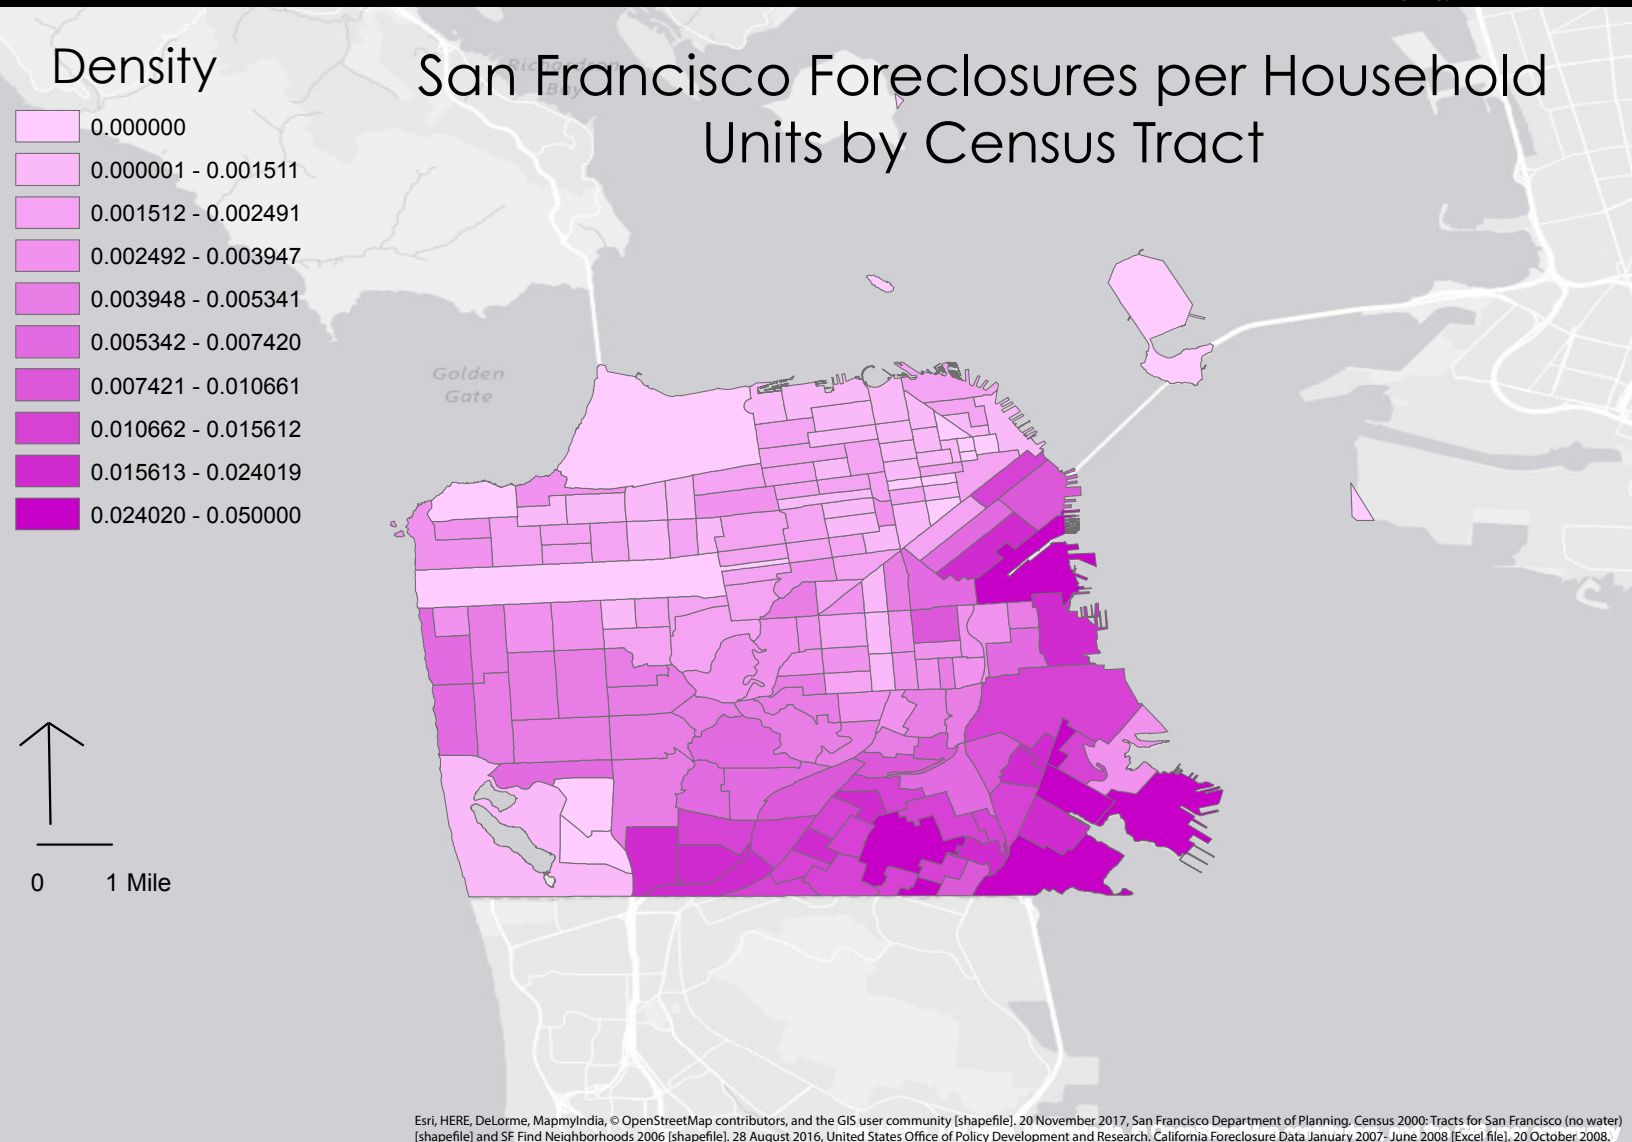 Density
San Francisco Foreclosures per Household
Units by Census Tract
Richardson
Bay
0.000000
0.000001 - 0.001511
0.001512 - 0.002491
0.002492 - 0.003947
0.003948 - 0.005341
0.005342 - 0.007420
0.007421 - 0.010661
0.010662 - 0.015612
0.015613 - 0.024019
0.024020 - 0.050000
Golden
Gate
0 1 Mile
Esri, HERE, DeLorme, MapmyIndia, © OpenStreetMap contributors, and the GIS user community [shapefile]. 20 November 2017, San Francisco Department of Planning. Census 2000: Tracts for San Francisco (no water)
[shapefile] and SF Find Neighborhoods 2006 [shapefile]. 28 August 2016, United States Office of Policy Development and Research. California Foreclosure Data January 2007- June 2008 [Excel file]. 20 October 2008.